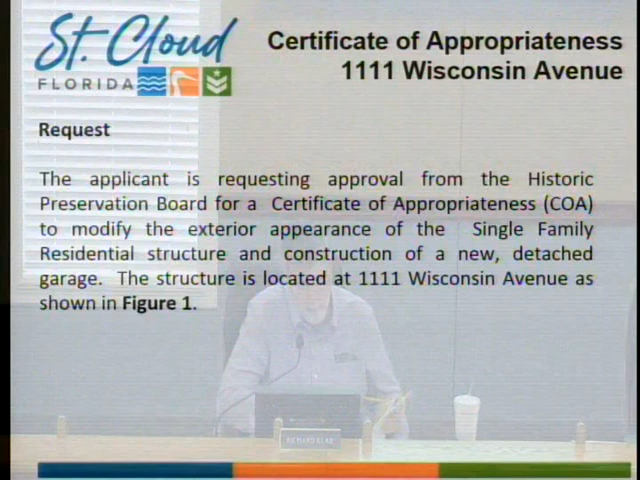 St. Cloud
FLORIDA
Certificate of Appropriateness
1111 Wisconsin Avenue
Request
The applicant is requesting approval from the Historic
Preservation Board for a Certificate of Appropriateness (COA)
to modify the exterior appearance of the Single Family
Residential structure and construction of a new, detached
garage. The structure is located at 1111 Wisconsin Avenue as
shown in Figure 1.
RICHARD